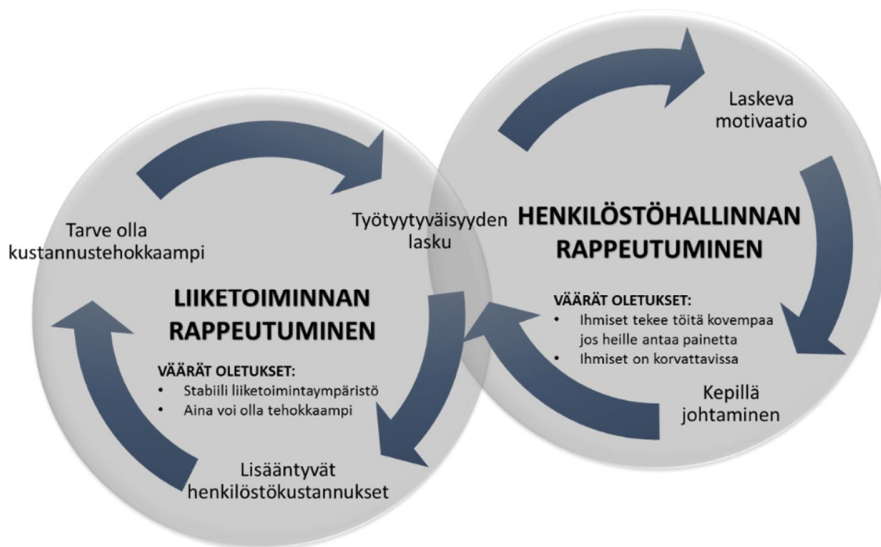 Laskeva
motivaatio
Tarve olla
kustannustehokkaampi
Työtyytyväisyyden
lasku
HENKILÖSTÖHALLINNAN
RAPPEUTUMINEN
LIIKETOIMINNAN
RAPPEUTUMINEN
VÄÄRÄT OLETUKSET:
• Ihmiset tekee töitä kovempaa
jos heille antaa painetta
• Ihmiset on korvattavissa
VÄÄRÄT OLETUKSET:
• Stabiili liiketoimintaympäristö
• Aina voi olla tehokkaampi
Kepillä
johtaminen
Lisääntyvät
henkilöstökustannukset